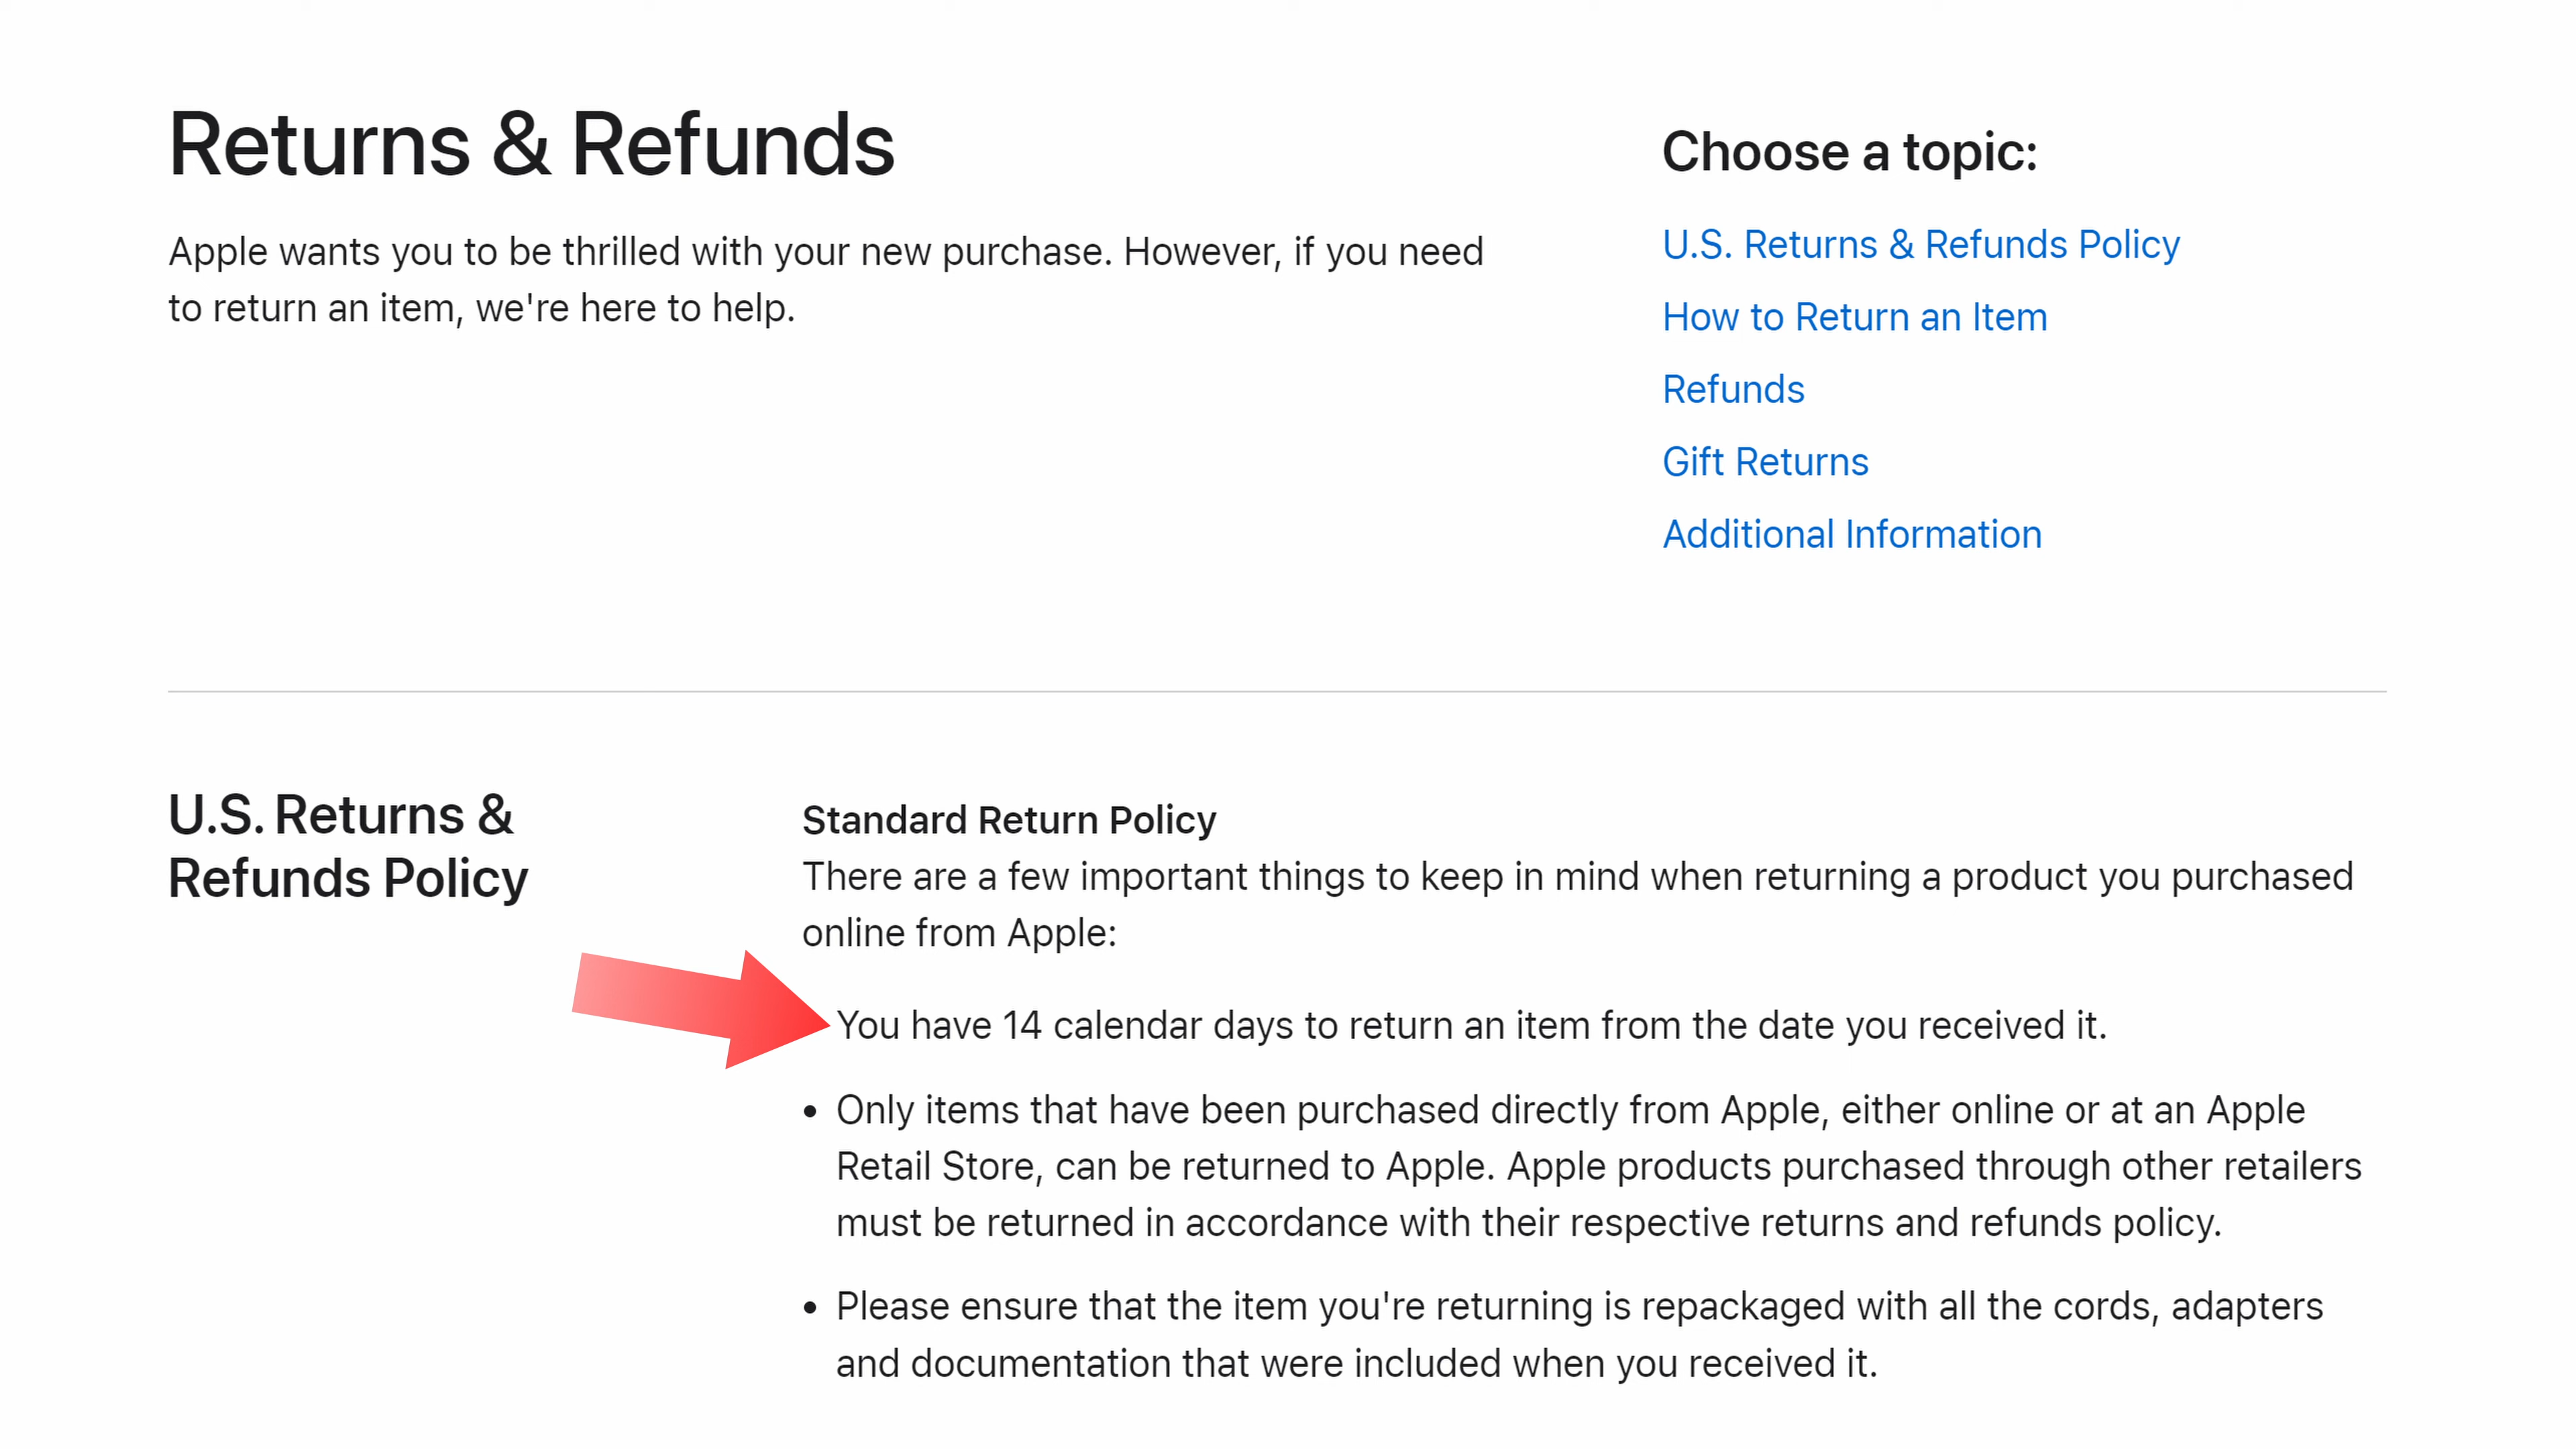 Returns & Refunds
Apple wants you to be thrilled with your new purchase. However, if you need
to return an item, we're here to help.
Choose a topic:
U.S. Returns & Refunds Policy
How to Return an Item
Refunds
Gift Returns
Additional Information
U.S. Returns &
Refunds Policy
Standard Return Policy
There are a few important things to keep in mind when returning a product you purchased
online from Apple:
You have 14 calendar days to return an item from the date you received it.
• Only items that have been purchased directly from Apple, either online or at an Apple
Retail Store, can be returned to Apple. Apple products purchased through other retailers
must be returned in accordance with their respective returns and refunds policy.
• Please ensure that the item you're returning is repackaged with all the cords, adapters
and documentation that were included when you received it.